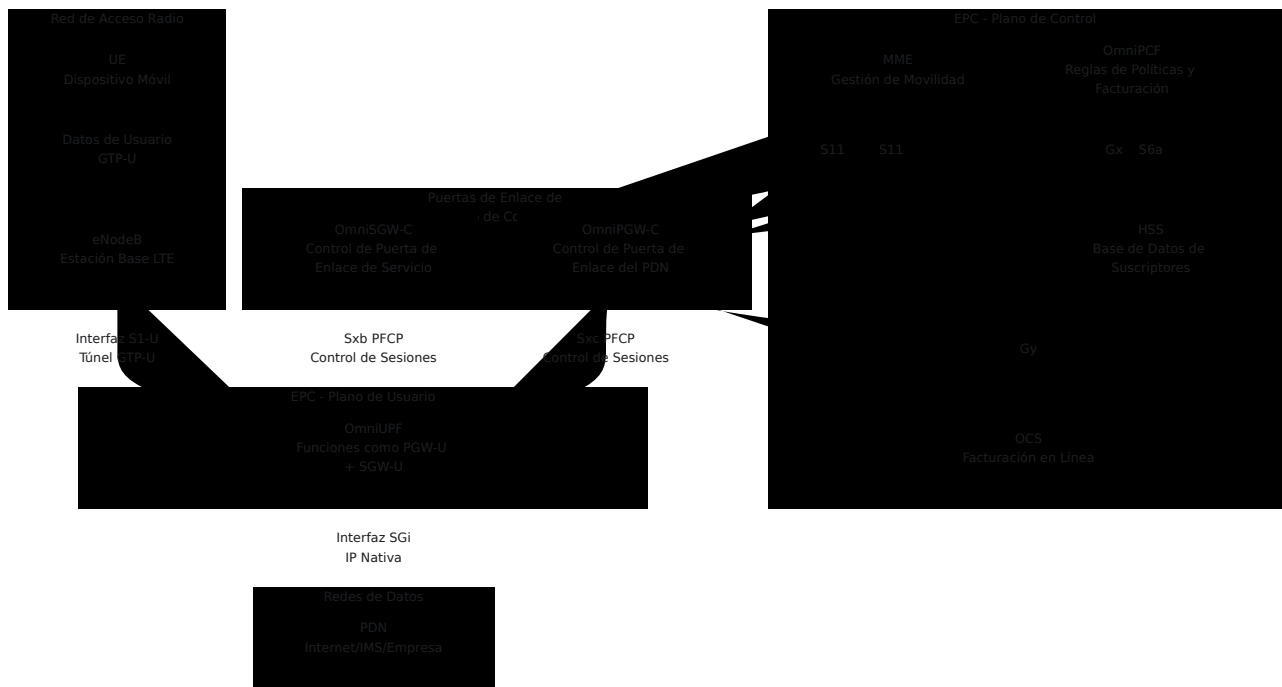 Red de Acceso Radio
UE
Dispositivo Móvil
Datos de Usuario
GTP-U
eNodeB
Estación Base LTE
Interfaz S1-U
Túnel GTP-U
Puertas de Enlace de
de
OmniSGW-C
Control de Puerta de
Enlace de Servicio
OmniPGW-C
Control de Puerta de
Enlace del PDN
Sxb PFCP
Control de Sesiones
Sxc PFCP
Control de Sesiones
EPC - Plano de Control
MME
Gestión de Movilidad
OmniPCF
Reglas de Políticas y
Facturación
S11
S11
Gx
S6a
HSS
Base de Datos de
Suscriptores
Gy
OCS
Facturación en Línea
EPC - Plano de Usuario
OmniUPF
Funciones como PGW-U
+ SGW-U
Interfaz SGi
IP Nativa
Redes de Datos
PDN
Internet/IMS/Empresa